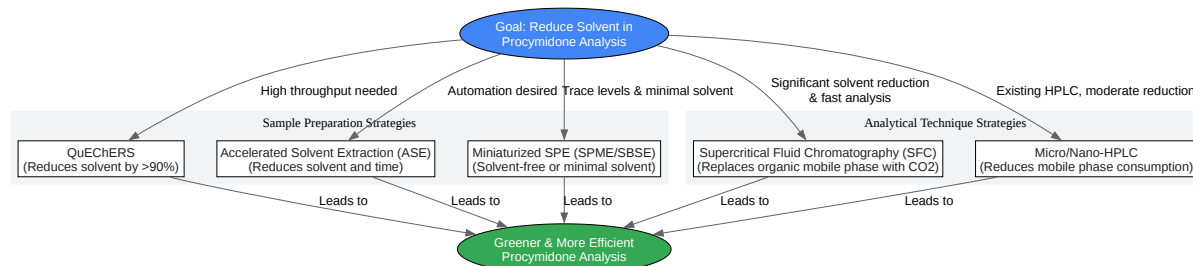 Goal: Reduce Solvent in
Procymidone Analysis
High throughput needed
Automation desired
Trace levels & minimal solvent
Significant solvent reduction
& fast analysis
Existing HPLC, moderate reduction
Sample Preparation Strategies
Analytical Technique Strategies
QuEChERS
(Reduces solvent by >90%)
Accelerated Solvent Extraction (ASE)
(Reduces solvent and time)
Miniaturized SPE (SPME/SBSE)
(Solvent-free or minimal solvent)
Supercritical Fluid Chromatography (SFC)
(Replaces organic mobile phase with CO2)
Micro/Nano-HPLC
(Reduces mobile phase consumption)
Leads to
Leads to
Leads to
Leads to
Leads to
Greener & More Efficient
Procymidone Analysis